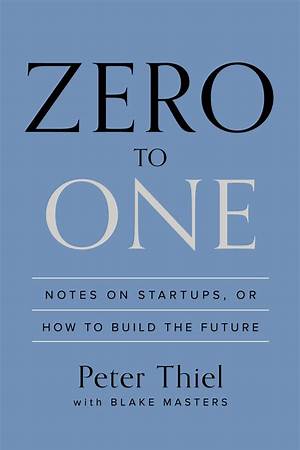 ZERO
TO
ONE
NOTES ON STARTUPS, OR
HOW TO BUILD THE FUTURE
Peter Thiel
with BLAKE MASTERS